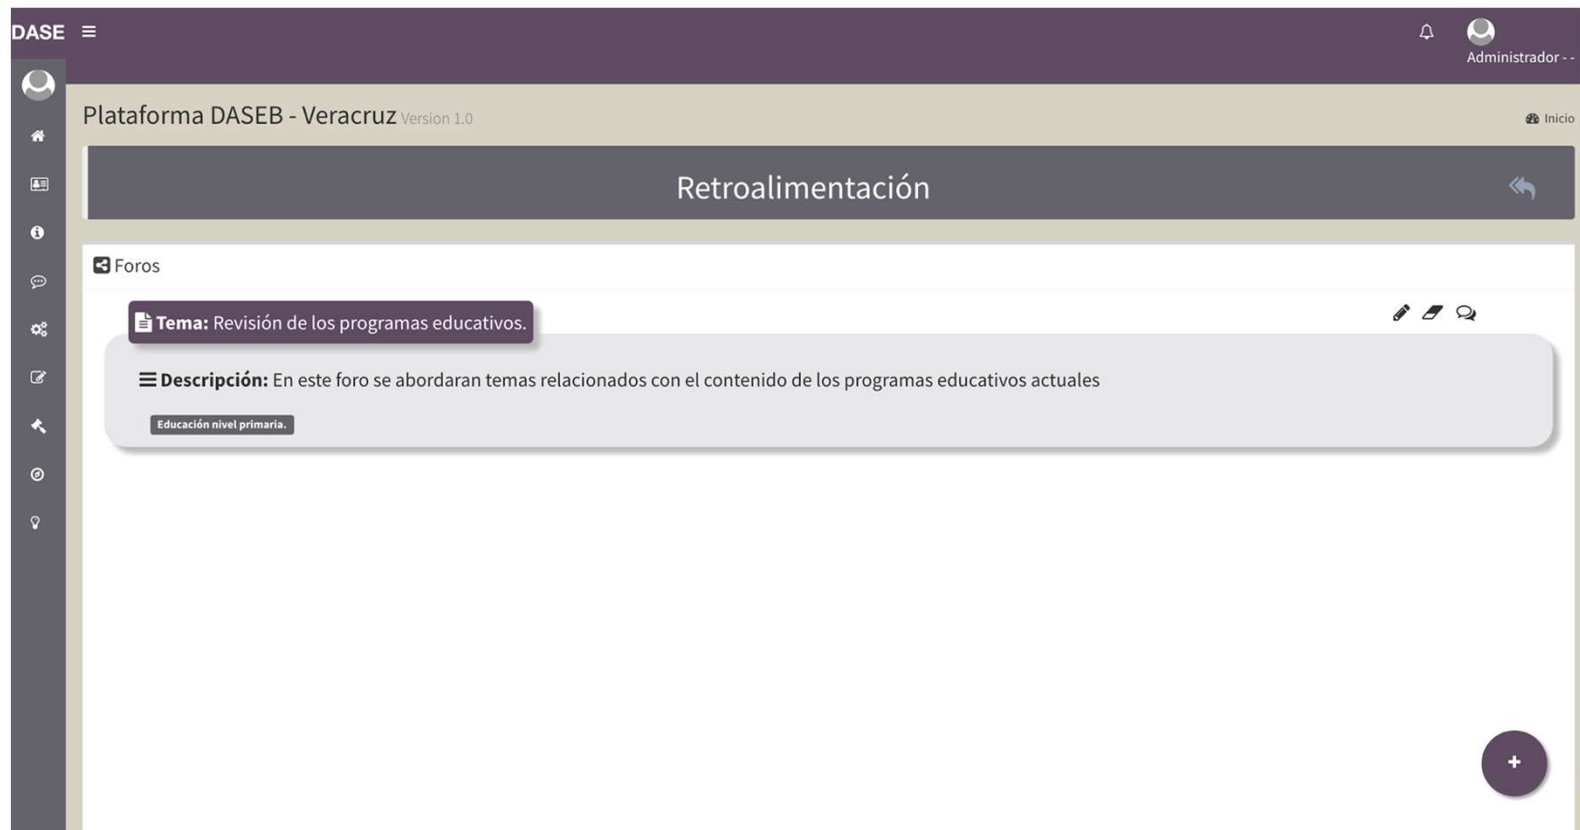 DASE
Administrador - -
Plataforma DASEB - Veracruz Version 1.0
Inicio
Retroalimentación
Foros
Tema: Revisión de los programas educativos.
Descripción: En este foro se abordaran temas relacionados con el contenido de los programas educativos actuales
Educación nivel primaria.